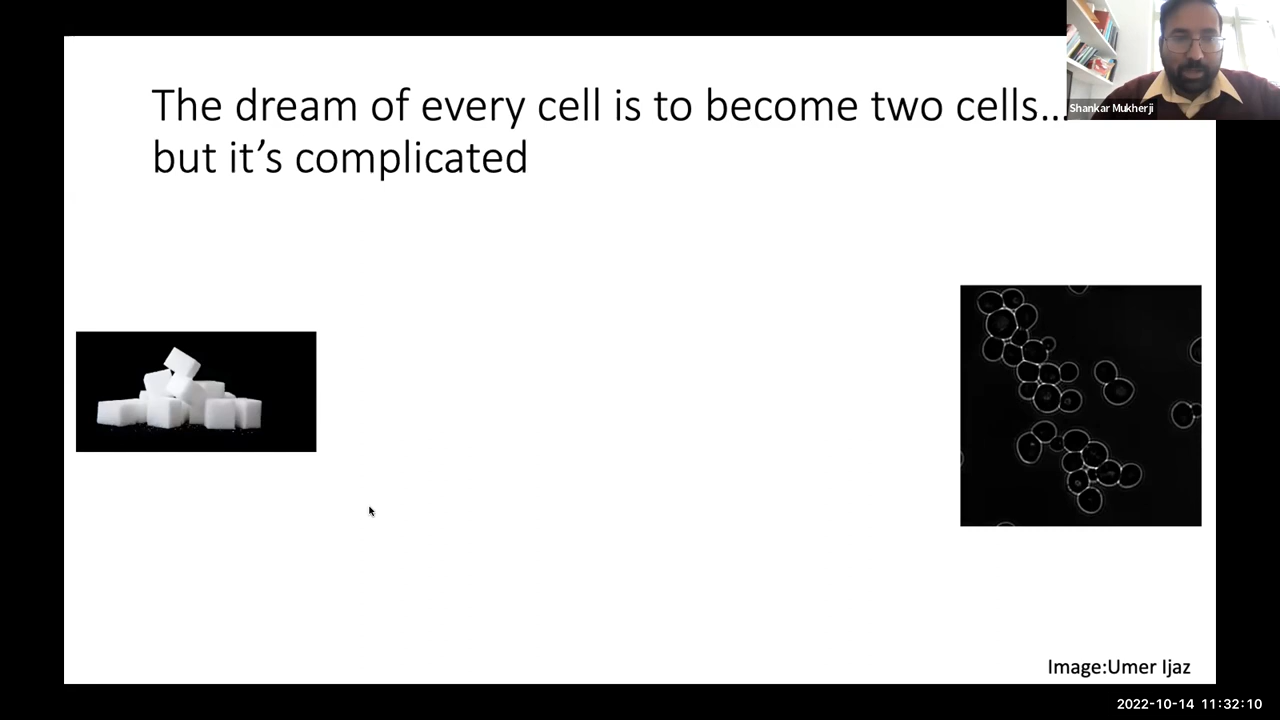 The dream of every cell is to become two cells…
but it’s complicated
Shankar Mukherji
Image:Umer Ijaz
2022-10-14 11:32:10